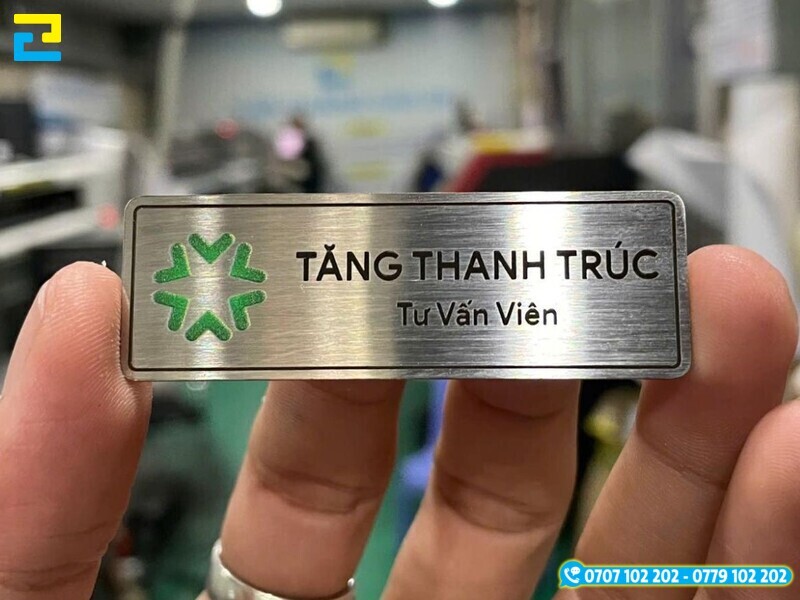 TĂNG THANH TRÚC
Tư Vấn Viên
0707 102 202 - 0779 102 202